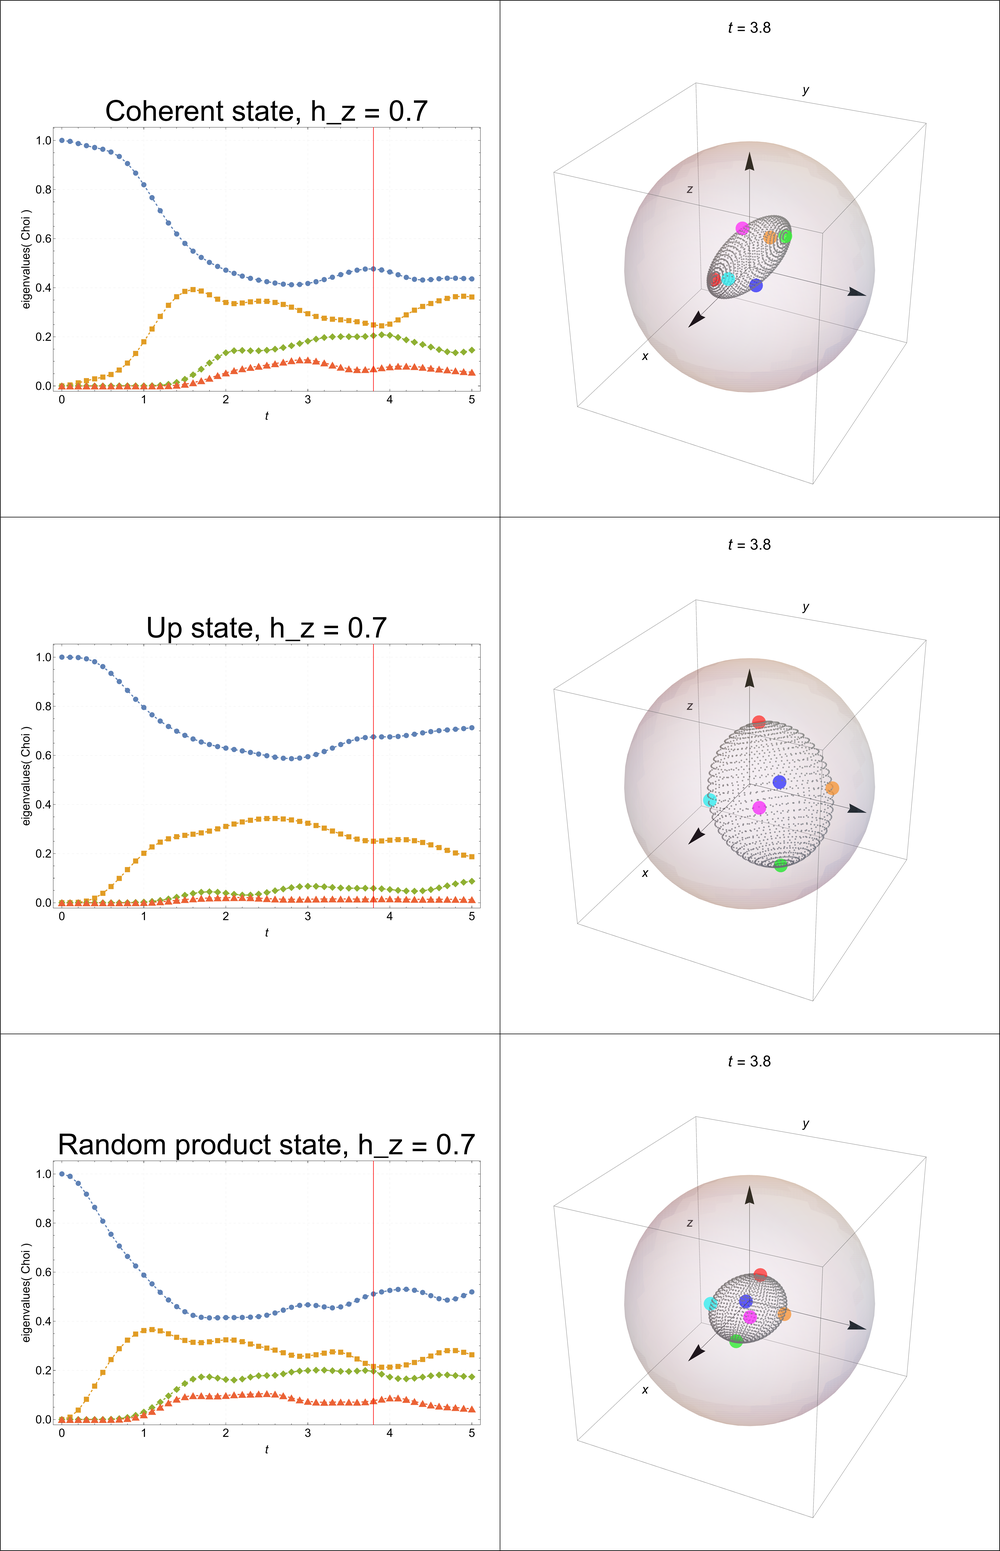 t = 3.8
Coherent state, h_z = 0.7
eigenvalues( Choi )
1.0
0.8
0.6
0.4
0.2
0.0
0 1 2 3 4 5
t
y
z
x
t = 3.8
Up state, h_z = 0.7
eigenvalues( Choi )
1.0
0.8
0.6
0.4
0.2
0.0
0 1 2 3 4 5
t
y
z
x
t = 3.8
Random product state, h_z = 0.7
eigenvalues( Choi )
1.0
0.8
0.6
0.4
0.2
0.0
0 1 2 3 4 5
t
y
z
x